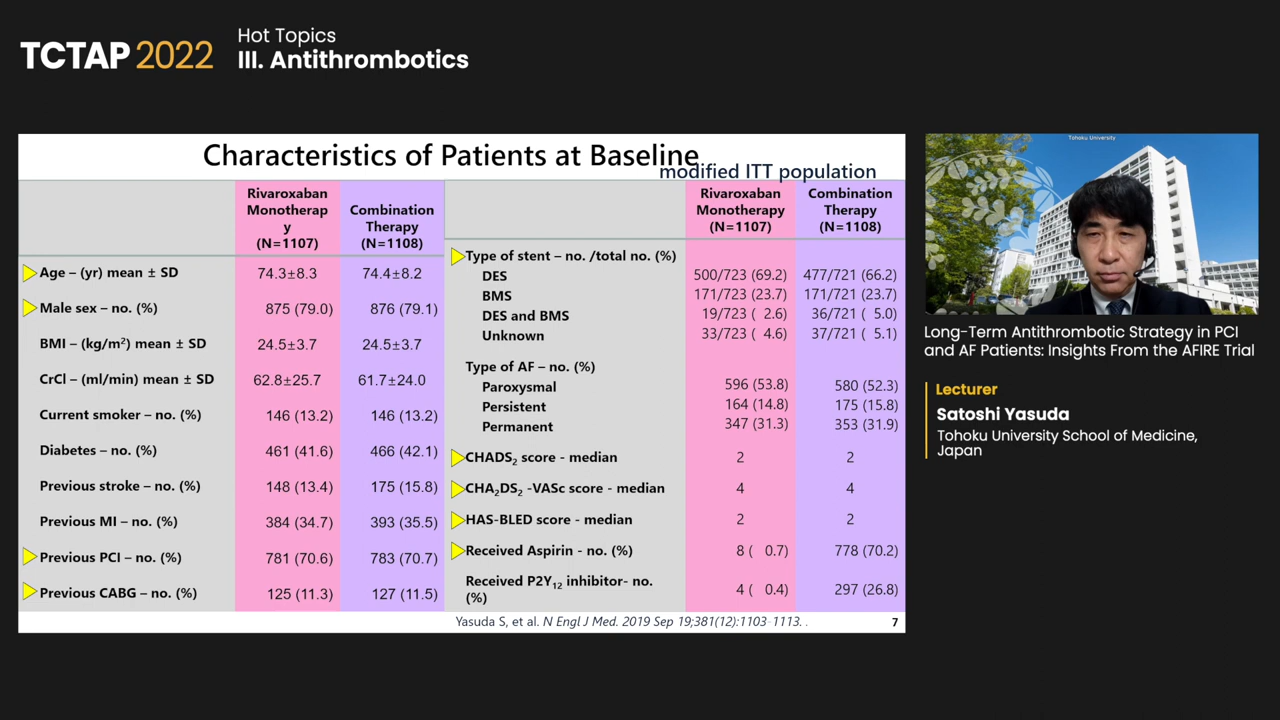 TCTAP 2022
Hot Topics
III. Antithrombotics
Characteristics of Patients at Baseline
modified ITT population
Rivaroxaban
Monotherap
y
(N=1107)
Combination
Therapy
(N=1108)
Age – (yr) mean ± SD 74.3±8.3 74.4±8.2
Male sex – no. (%) 875 (79.0) 876 (79.1)
BMI – (kg/m²) mean ± SD 24.5±3.7 24.5±3.7
CrCl – (ml/min) mean ± SD 62.8±25.7 61.7±24.0
Current smoker – no. (%) 146 (13.2) 146 (13.2)
Diabetes – no. (%) 461 (41.6) 466 (42.1)
Previous stroke – no. (%) 148 (13.4) 175 (15.8)
Previous MI – no. (%) 384 (34.7) 393 (35.5)
Previous PCI – no. (%) 781 (70.6) 783 (70.7)
Previous CABG – no. (%) 125 (11.3) 127 (11.5)
Rivaroxaban
Monotherapy
(N=1107)
Combination
Therapy
(N=1108)
Type of stent – no. /total no. (%)
DES 500/723 (69.2) 477/721 (66.2)
BMS 171/723 (23.7) 171/721 (23.7)
DES and BMS 19/723 ( 2.6) 36/721 ( 5.0)
Unknown 33/723 ( 4.6) 37/721 ( 5.1)
Type of AF – no. (%)
Paroxysmal 596 (53.8) 580 (52.3)
Persistent 164 (14.8) 175 (15.8)
Permanent 347 (31.3) 353 (31.9)
CHADS₂ score - median 2 2
CHA₂DS₂ -VASc score - median 4 4
HAS-BLED score - median 2 2
Received Aspirin - no. (%) 8 ( 0.7) 778 (70.2)
Received P2Y₁₂ inhibitor- no.
(%) 4 ( 0.4) 297 (26.8)
Yasuda S, et al. N Engl J Med. 2019 Sep 19;381(12):1103-1113. .
7
Tohoku University
Long-Term Antithrombotic Strategy in PCI
and AF Patients: Insights From the AFIRE Trial
Lecturer
Satoshi Yasuda
Tohoku University School of Medicine,
Japan